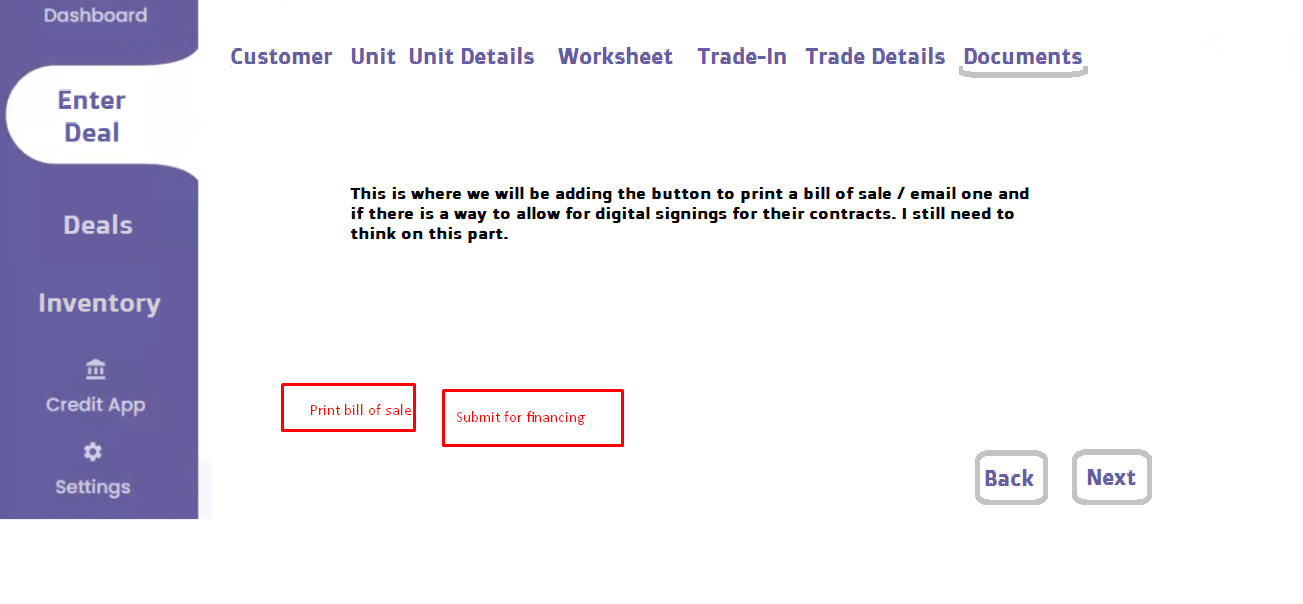 Dashboard
Customer Unit Unit Details Worksheet Trade-In Trade Details Documents
Enter
Deal
This is where we will be adding the button to print a bill of sale / email one and
if there is a way to allow for digital signings for their contracts. I still need to
think on this part.
Deals
Inventory
Credit App
Settings
Print bill of sale
Submit for financing
Back
Next